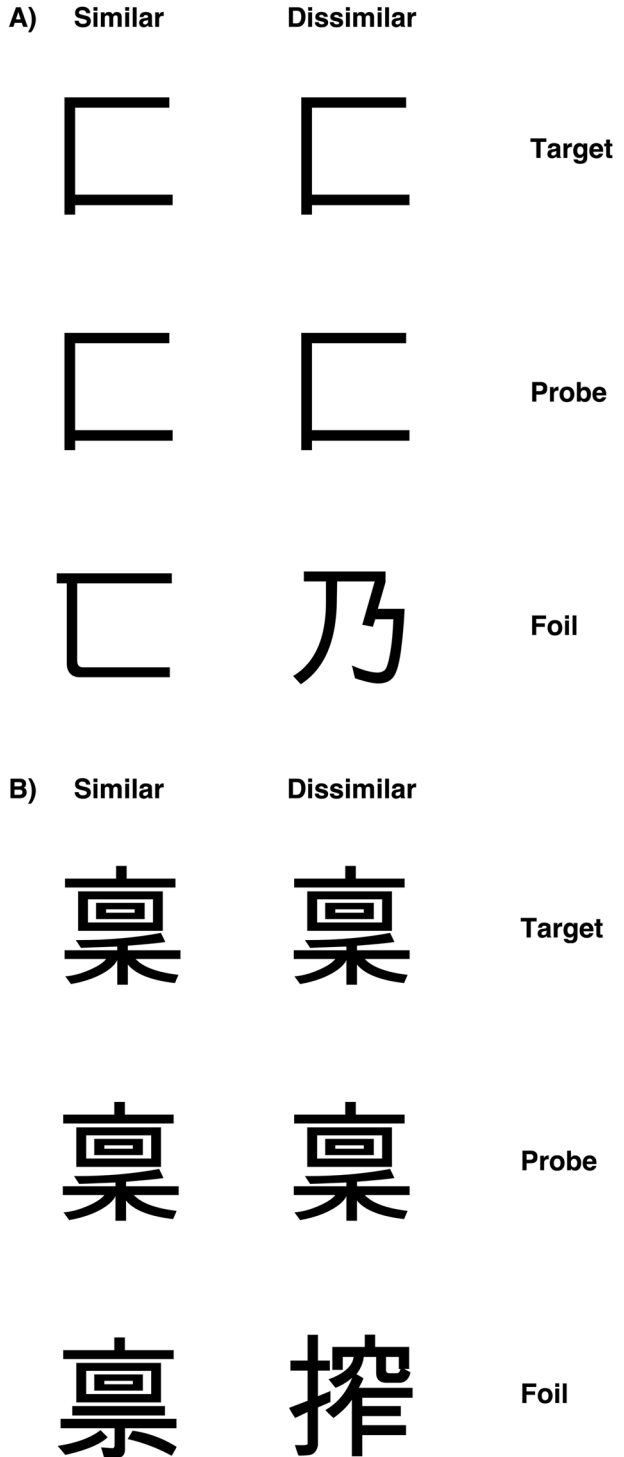 A) Similar Dissimilar
匚 匚 Target
匚 匚 Probe
匸 乃 Foil
B) Similar Dissimilar
稟 稟 Target
稟 稟 Probe
禀 搾 Foil